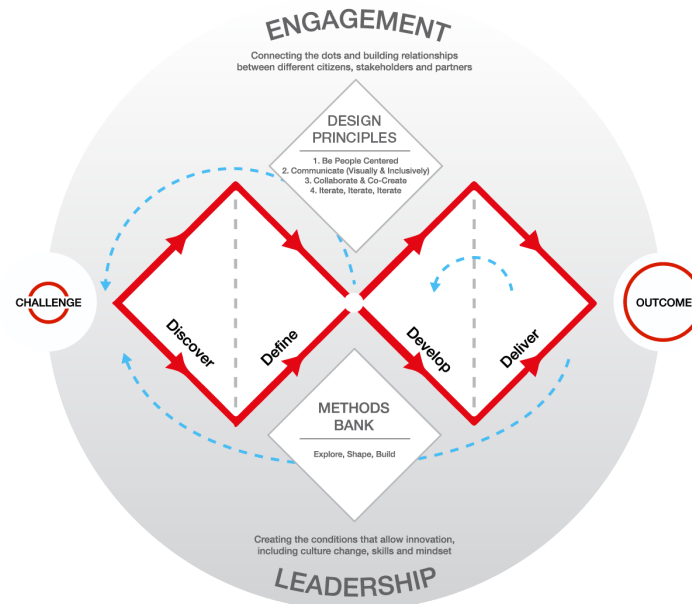 ENGAGEMENT
Connecting the dots and building relationships
between different citizens, stakeholders and partners
DESIGN
PRINCIPLES
1. Be People Centered
2. Communicate (Visually & Inclusively)
3. Collaborate & Co-Create
4. Iterate, Iterate, Iterate
CHALLENGE
OUTCOME
Discover
Define
Develop
Deliver
METHODS
BANK
Explore, Shape, Build
Creating the conditions that allow innovation,
including culture change, skills and mindset
LEADERSHIP